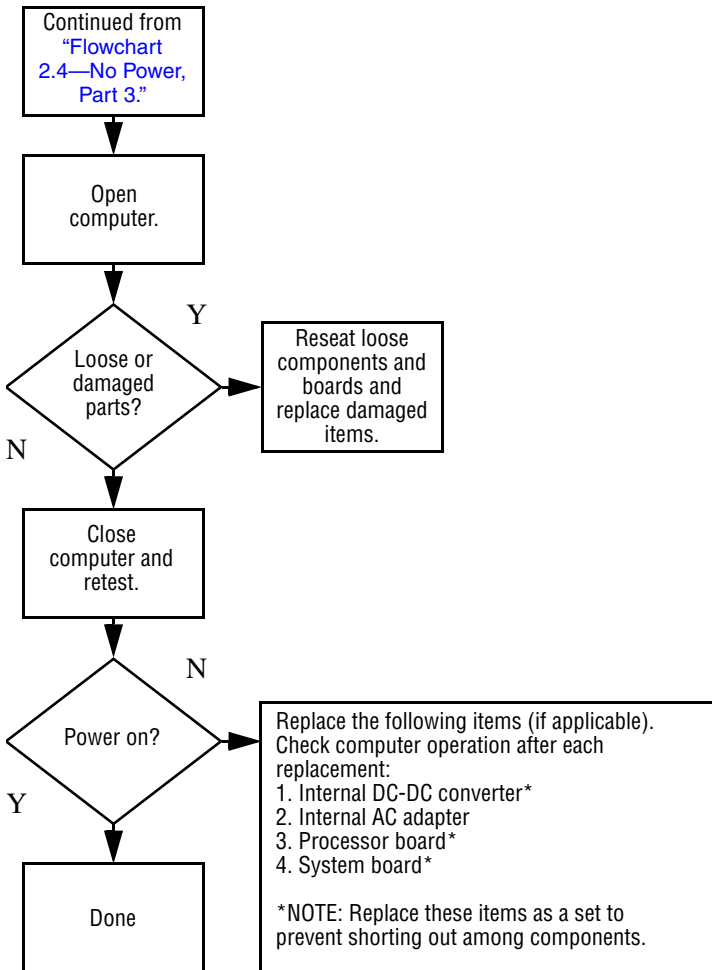 Continued from
“Flowchart
2.4—No Power,
Part 3.”
Open
computer.
Y
Loose or
damaged
parts?
Reseat loose
components and
boards and
replace damaged
items.
N
Close
computer and
retest.
N
Power on?
Replace the following items (if applicable).
Check computer operation after each
replacement:
1. Internal DC-DC converter*
2. Internal AC adapter
3. Processor board*
4. System board*
*NOTE: Replace these items as a set to
prevent shorting out among components.
Y
Done